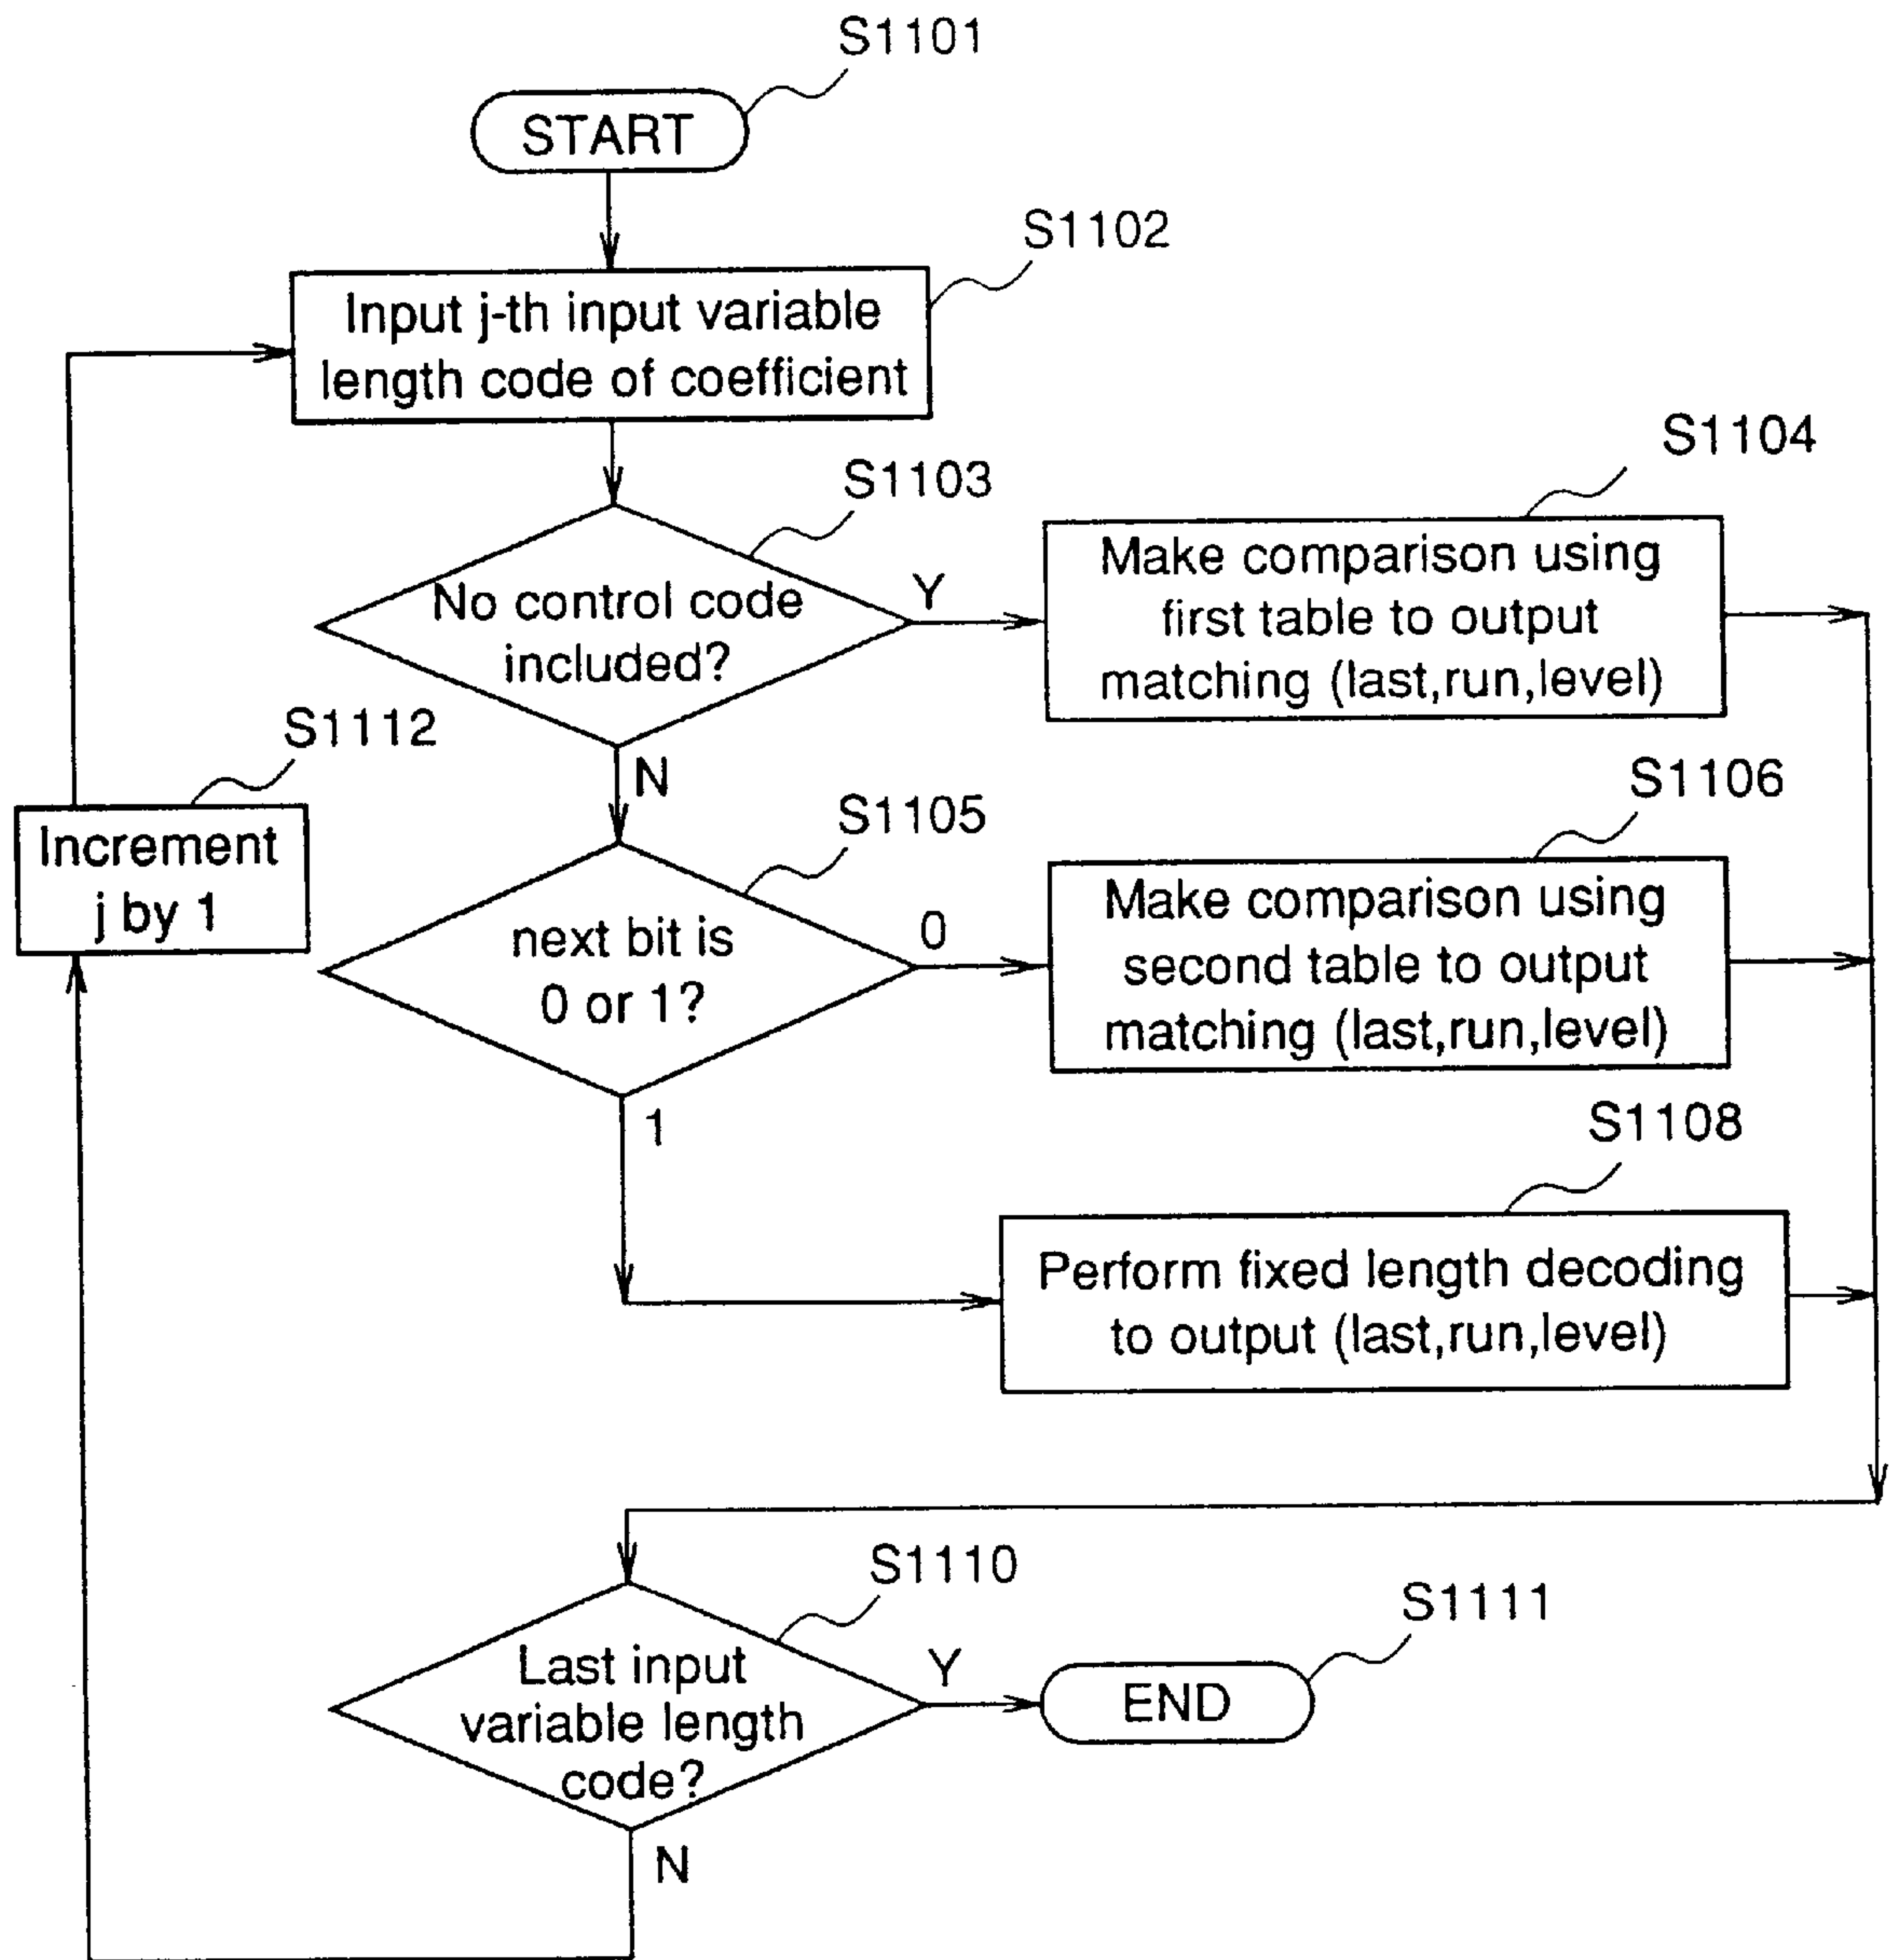 S1101
START
S1102
Input j-th input variable
length code of coefficient
S1103
No control code
included?
Y
N
S1104
Make comparison using
first table to output
matching (last,run,level)
S1112
Increment
j by 1
S1105
next bit is
0 or 1?
0
1
S1106
Make comparison using
second table to output
matching (last,run,level)
S1108
Perform fixed length decoding
to output (last,run,level)
S1110
Last input
variable length
code?
Y
N
S1111
END